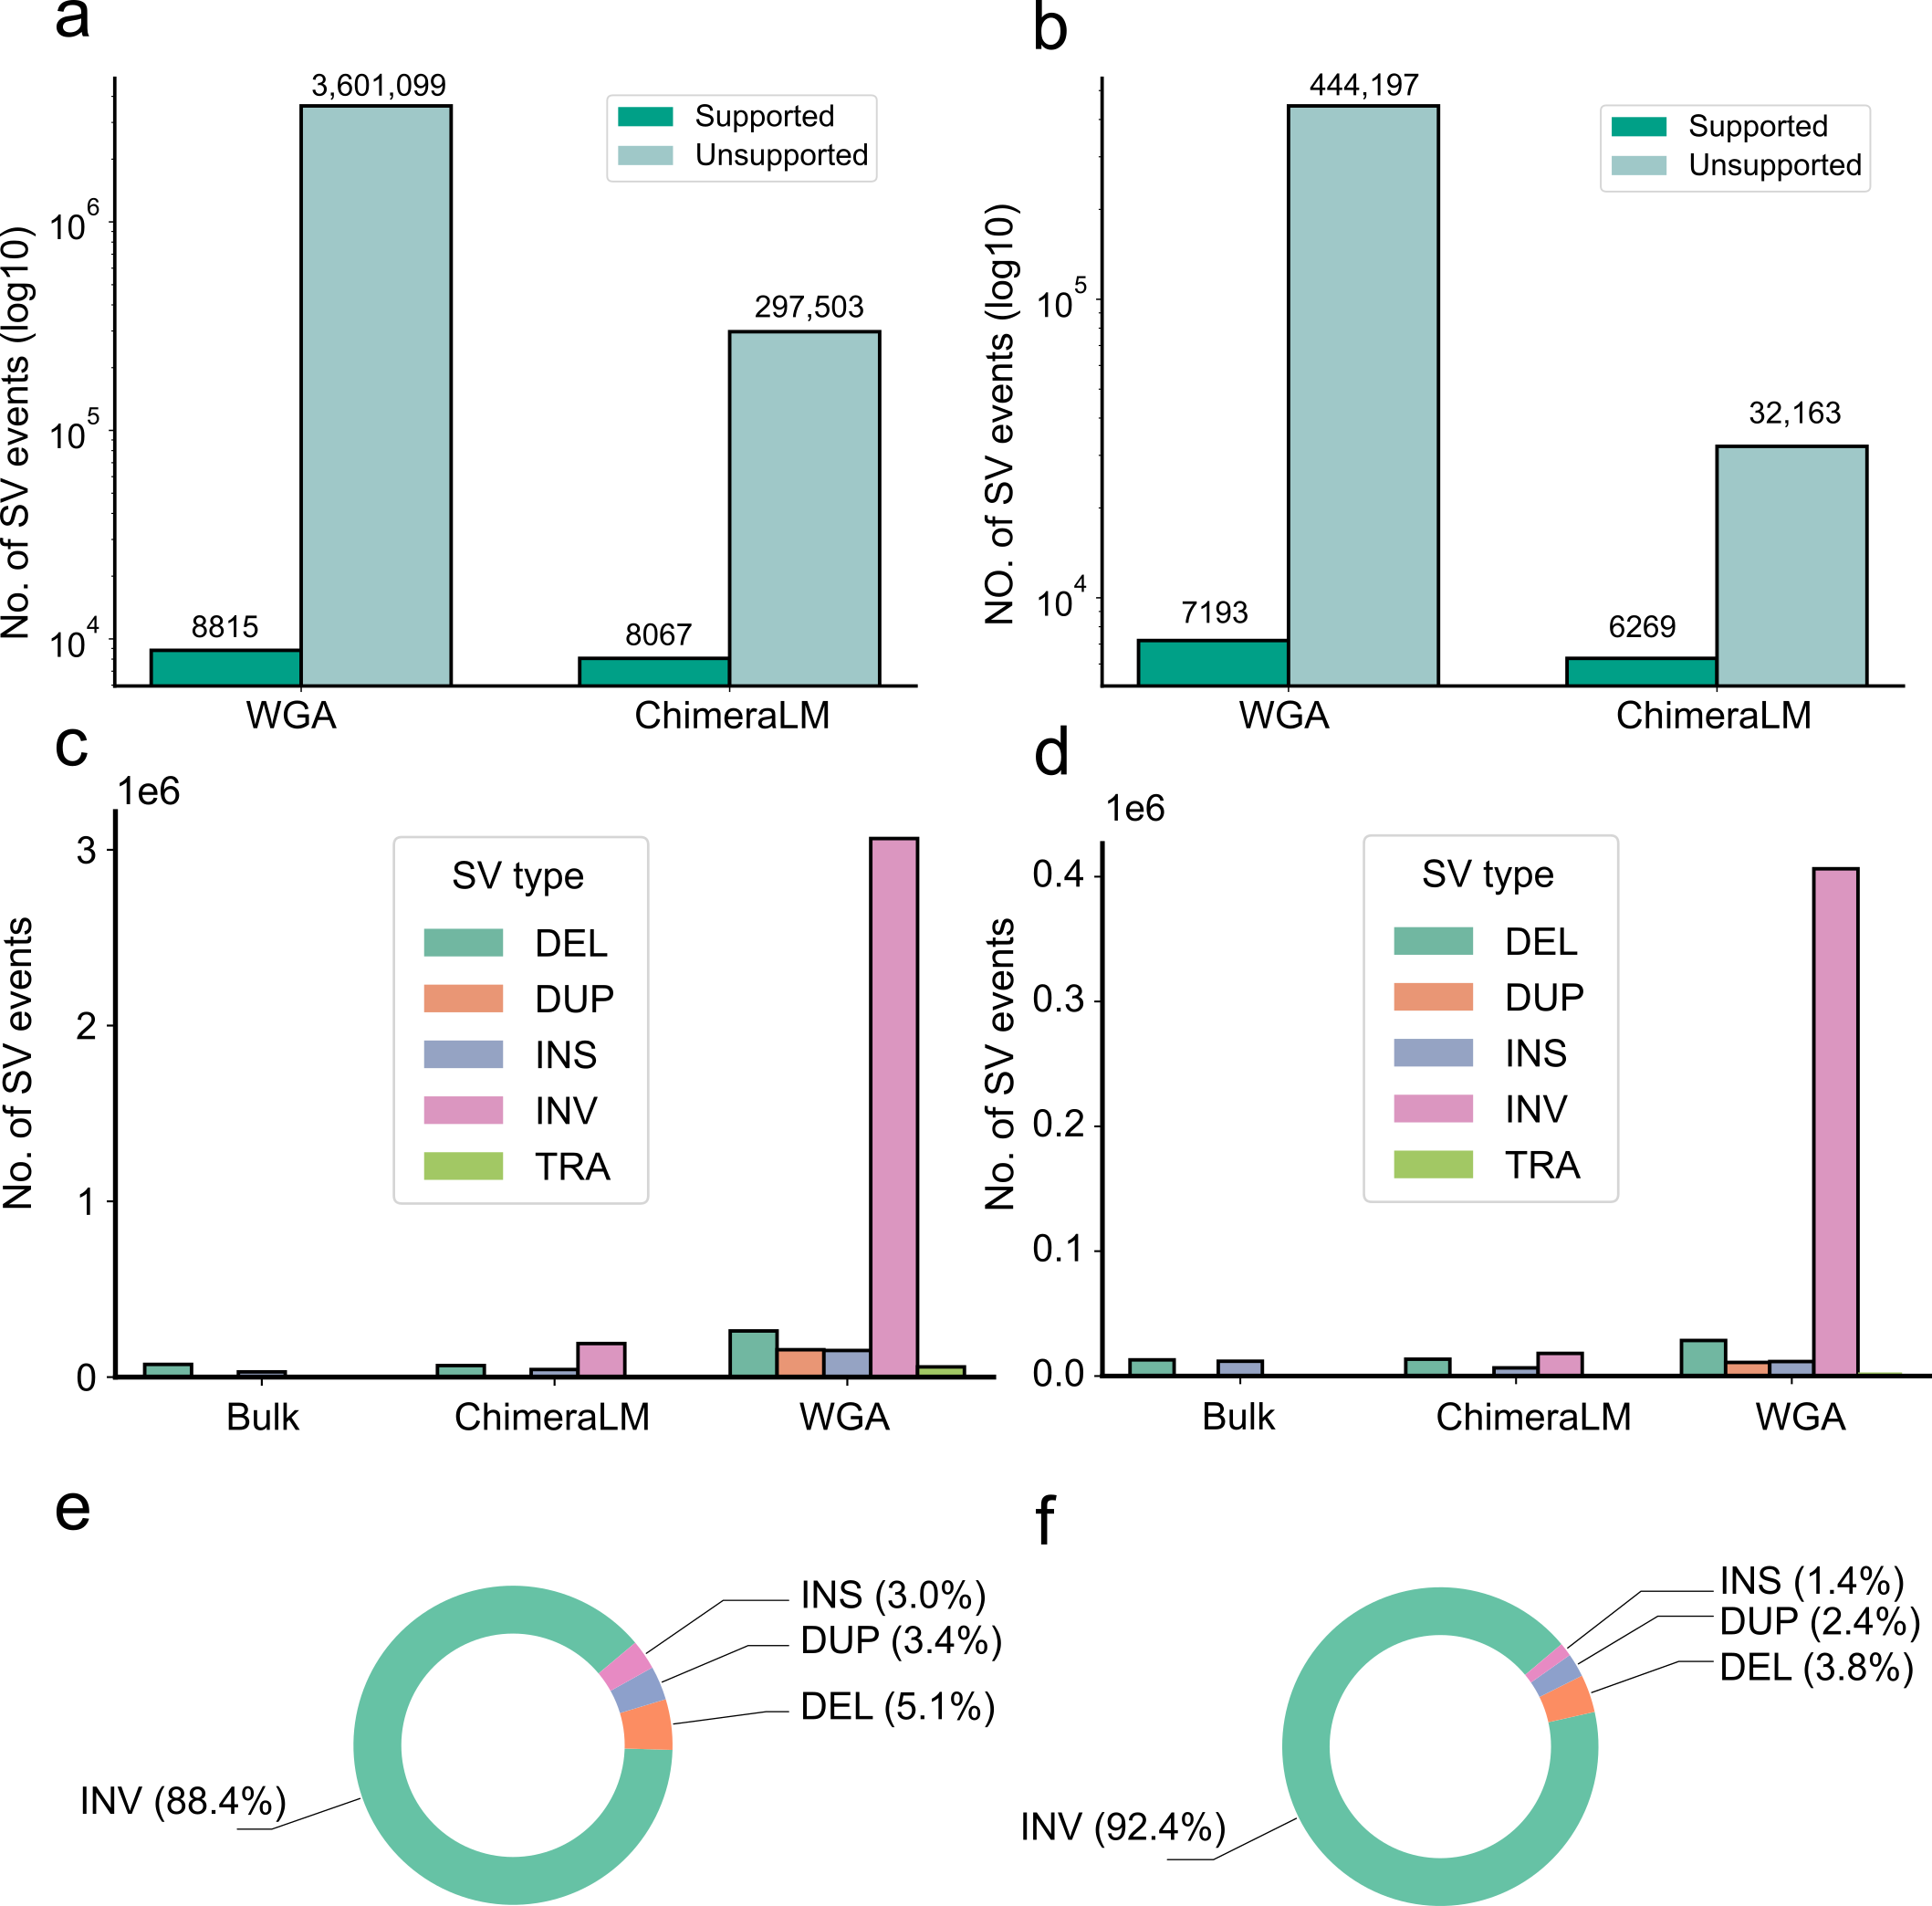 a
3,601,099
Supported
Unsupported
No. of SV events (log10)
10^6
10^5
10^4
297,503
8815
8067
WGA
ChimeraLM
b
444,197
Supported
Unsupported
NO. of SV events (log10)
10^5
10^4
32,163
7193
6269
WGA
ChimeraLM
c
1e6
No. of SV events
3
2
1
0
SV type
DEL
DUP
INS
INV
TRA
Bulk
ChimeraLM
WGA
d
1e6
No. of SV events
0.4
0.3
0.2
0.1
0.0
SV type
DEL
DUP
INS
INV
TRA
Bulk
ChimeraLM
WGA
e
INS (3.0%)
DUP (3.4%)
DEL (5.1%)
INV (88.4%)
f
INS (1.4%)
DUP (2.4%)
DEL (3.8%)
INV (92.4%)